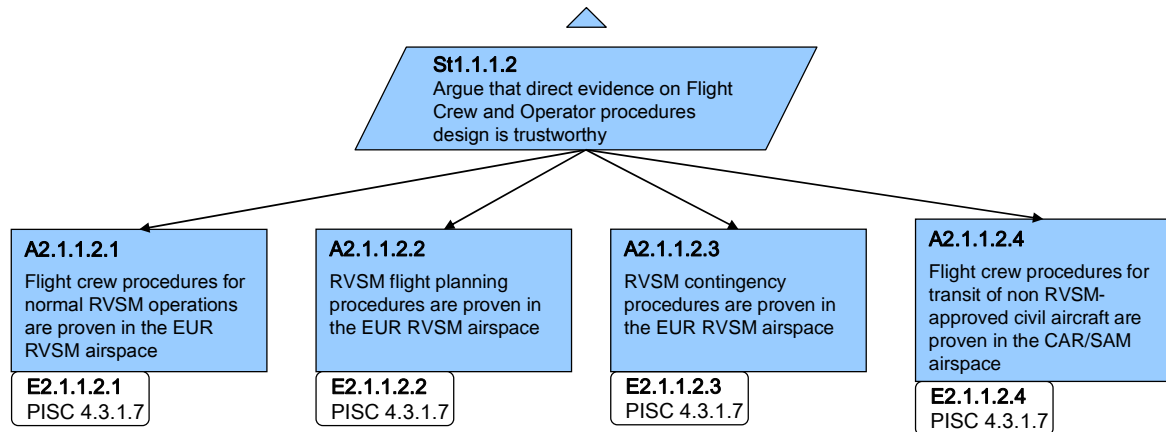 St1.1.1.2
Argue that direct evidence on Flight
Crew and Operator procedures
design is trustworthy
A2.1.1.2.1
Flight crew procedures for
normal RVSM operations
are proven in the EUR
RVSM airspace
E2.1.1.2.1
PISC 4.3.1.7
A2.1.1.2.2
RVSM flight planning
procedures are proven in
the EUR RVSM airspace
E2.1.1.2.2
PISC 4.3.1.7
A2.1.1.2.3
RVSM contingency
procedures are proven in
the EUR RVSM airspace
E2.1.1.2.3
PISC 4.3.1.7
A2.1.1.2.4
Flight crew procedures for
transit of non RVSM-
approved civil aircraft are
proven in the CAR/SAM
airspace
E2.1.1.2.4
PISC 4.3.1.7